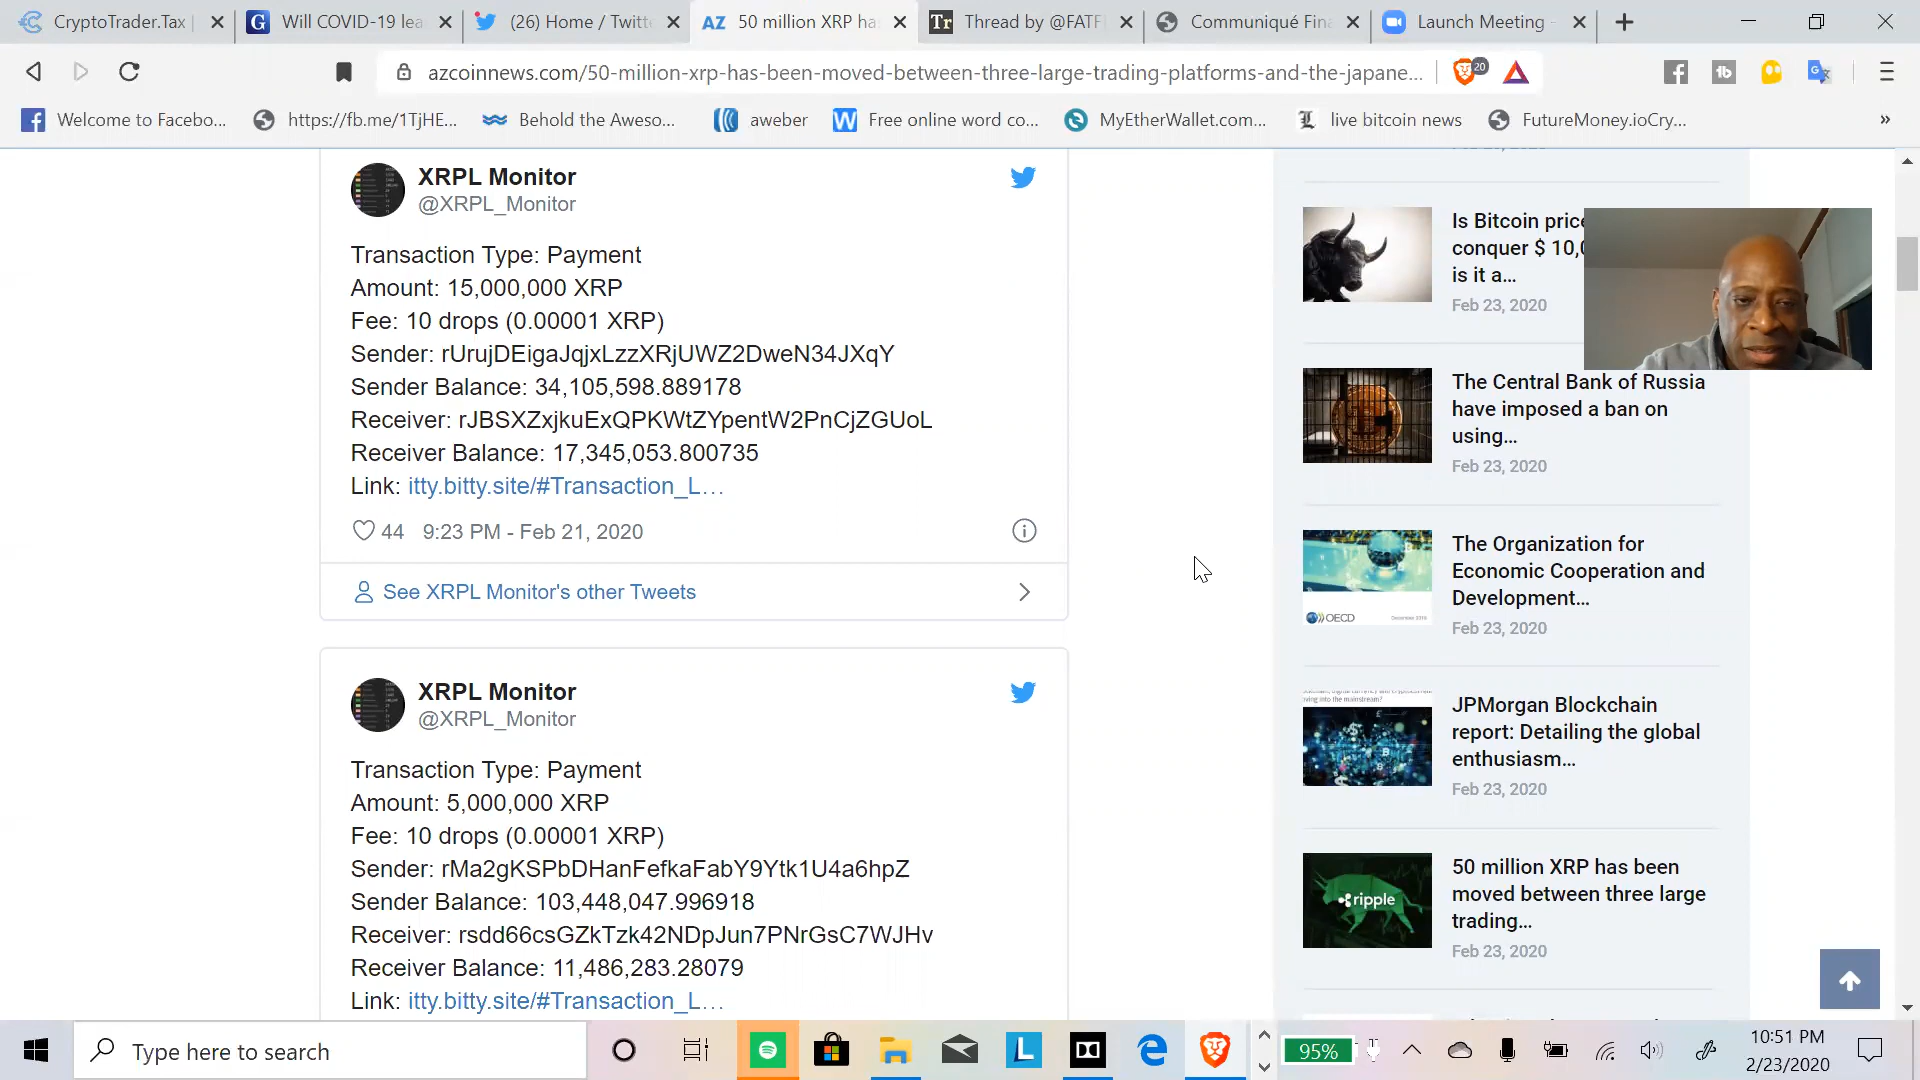 CryptoTrader.Tax
Will COVID-19 lea
(26) Home / Twitt
AZ
50 million XRP ha
Tr
Thread by @FATF
Communiqué Fin
Launch Meeting -
azcoinnews.com/50-million-xrp-has-been-moved-between-three-large-trading-platforms-and-the-japane...
20
Welcome to Facebo...
https://fb.me/1TjHE...
Behold the Aweso...
aweber
Free online word co...
MyEtherWallet.com...
live bitcoin news
FutureMoney.ioCry...
»
XRPL Monitor
@XRPL_Monitor
Transaction Type: Payment
Amount: 15,000,000 XRP
Fee: 10 drops (0.00001 XRP)
Sender: rUrujDEigaJqjxLzzXRjUWZ2DweN34JXqY
Sender Balance: 34,105,598.889178
Receiver: rJBSXZxjkuExQPKWtZYpentW2PnCjZGUoL
Receiver Balance: 17,345,053.800735
Link: itty.bitty.site/#Transaction_L…
44 9:23 PM - Feb 21, 2020
See XRPL Monitor's other Tweets
XRPL Monitor
@XRPL_Monitor
Transaction Type: Payment
Amount: 5,000,000 XRP
Fee: 10 drops (0.00001 XRP)
Sender: rMa2gKSPbDHanFefkaFabY9Ytk1U4a6hpZ
Sender Balance: 103,448,047.996918
Receiver: rsdd66csGZkTzk42NDpJun7PNrGsC7WJHv
Receiver Balance: 11,486,283.28079
Link: itty.bitty.site/#Transaction_L…
Is Bitcoin price
conquer $ 10,0
is it a...
Feb 23, 2020
The Central Bank of Russia
have imposed a ban on
using...
Feb 23, 2020
OECD
The Organization for
Economic Cooperation and
Development...
Feb 23, 2020
JPMorgan Blockchain
report: Detailing the global
enthusiasm...
Feb 23, 2020
ripple
50 million XRP has been
moved between three large
trading...
Feb 23, 2020
Type here to search
95%
10:51 PM
2/23/2020